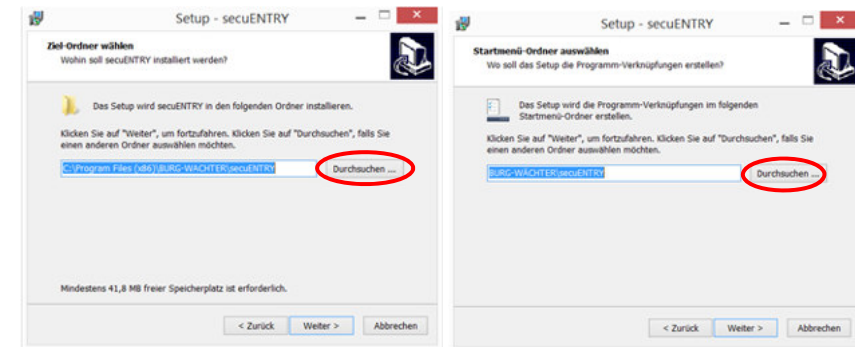 Setup - secuENTRY
Ziel-Ordner wählen
Wohin soll secuENTRY installiert werden?
Das Setup wird secuENTRY in den folgenden Ordner installieren.
Klicken Sie auf "Weiter", um fortzufahren. Klicken Sie auf "Durchsuchen", falls Sie
einen anderen Ordner auswählen möchten.
C:\Program Files (x86)\BURG-WACHTER\secuENTRY
Durchsuchen ...
Mindestens 41,8 MB freier Speicherplatz ist erforderlich.
< Zurück
Weiter >
Abbrechen
Setup - secuENTRY
Startmenü-Ordner auswählen
Wo soll das Setup die Programm-Verknüpfungen erstellen?
Das Setup wird die Programm-Verknüpfungen im folgenden
Startmenü-Ordner erstellen.
Klicken Sie auf "Weiter", um fortzufahren. Klicken Sie auf "Durchsuchen", falls Sie
einen anderen Ordner auswählen möchten.
BURG-WÄCHTER\secuENTRY
Durchsuchen ...
< Zurück
Weiter >
Abbrechen